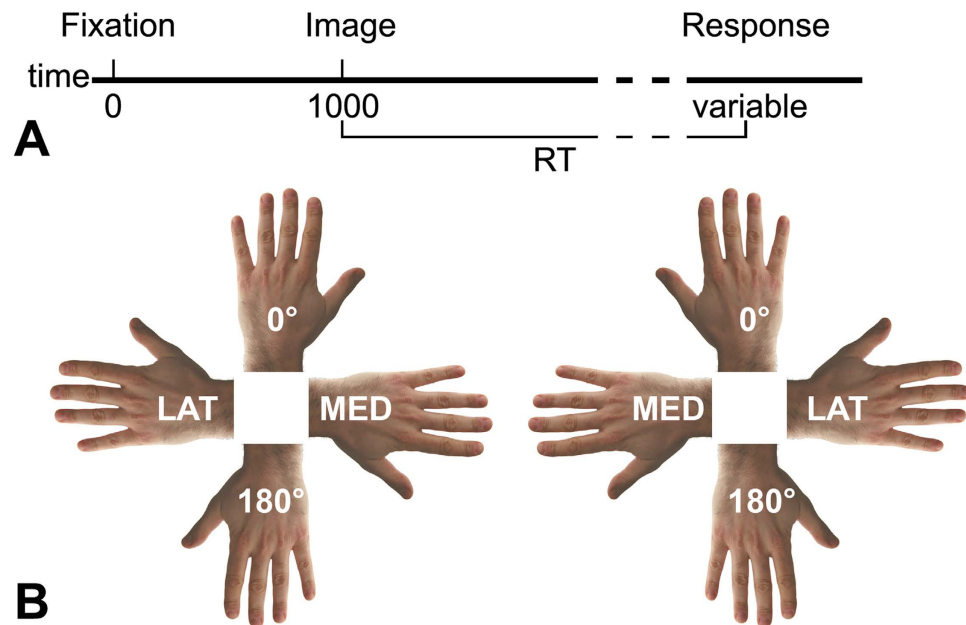 Fixation Image Response
time
0 1000 variable
A
RT
0° 0°
LAT MED MED LAT
180° 180°
B